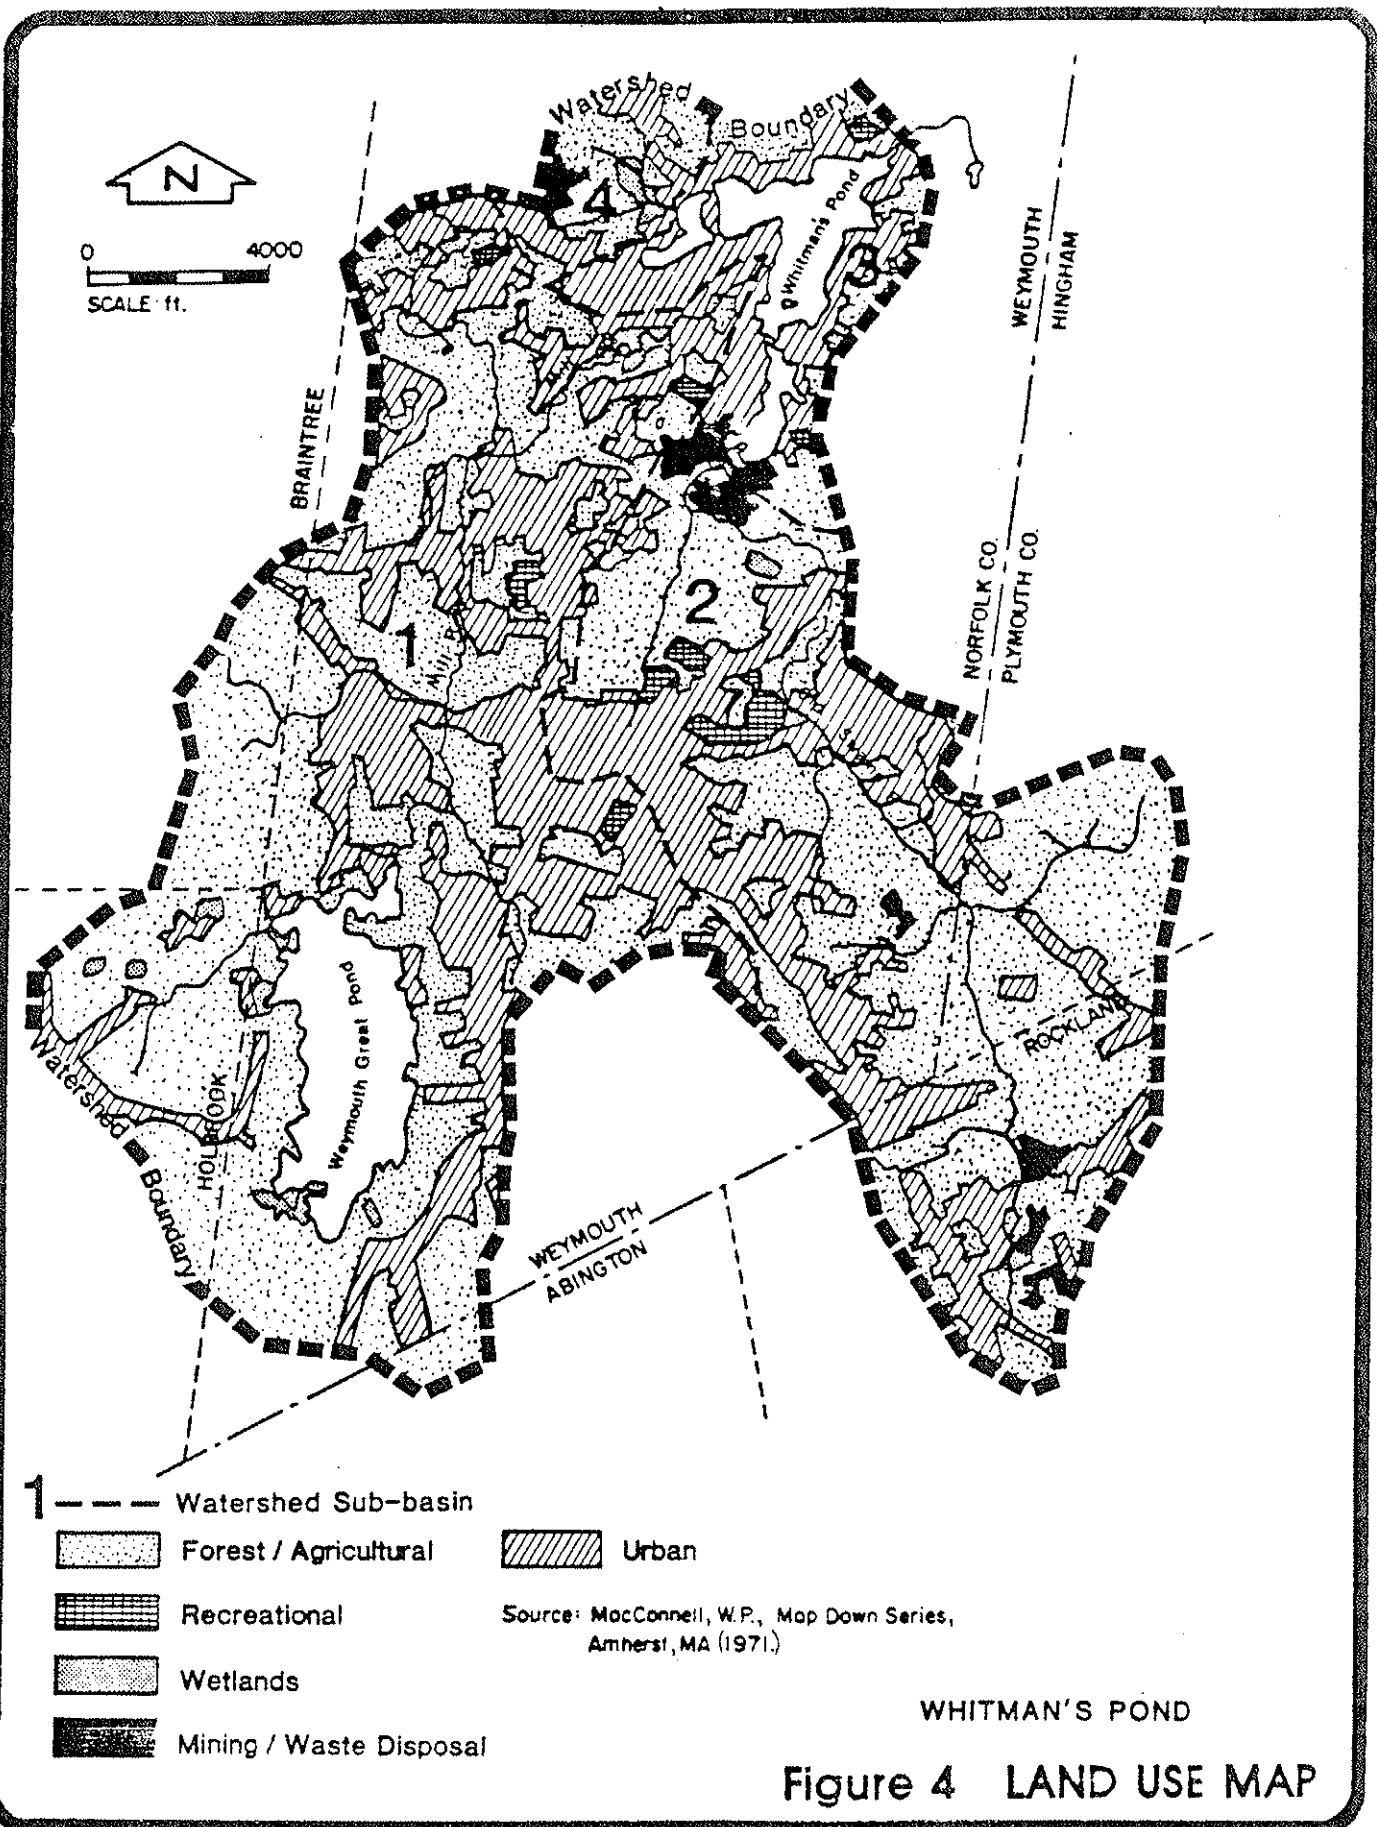 Watershed Boundary
N
0 4000
SCALE ft.
4
Whitman's Pond
3
WEYMOUTH
HINGHAM
BRAINTREE
2
1
Mill R.
NORFOLK CO.
PLYMOUTH CO.
Weymouth Great Pond
ROCKLAND
HOLBROOK
Watershed Boundary
WEYMOUTH
ABINGTON
1 Watershed Sub-basin
Forest / Agricultural
Urban
Recreational
Source: MacConnell, W.P., Map Down Series,
Amherst, MA (1971.)
Wetlands
Mining / Waste Disposal
WHITMAN'S POND
Figure 4 LAND USE MAP